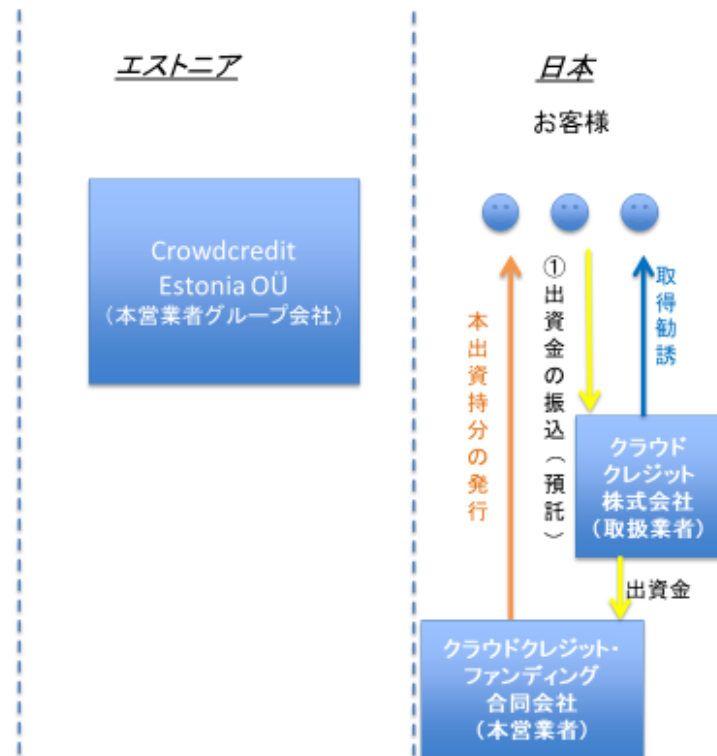 エストニア
日本
お客様
Crowdcredit
Estonia OÜ
（本営業者グループ会社）
本出資持分の発行
①出資金の振込（預託）
取得勧誘
クラウド
クレジット
株式会社
（取扱業者）
出資金
クラウドクレジット・
ファンディング
合同会社
（本営業者）